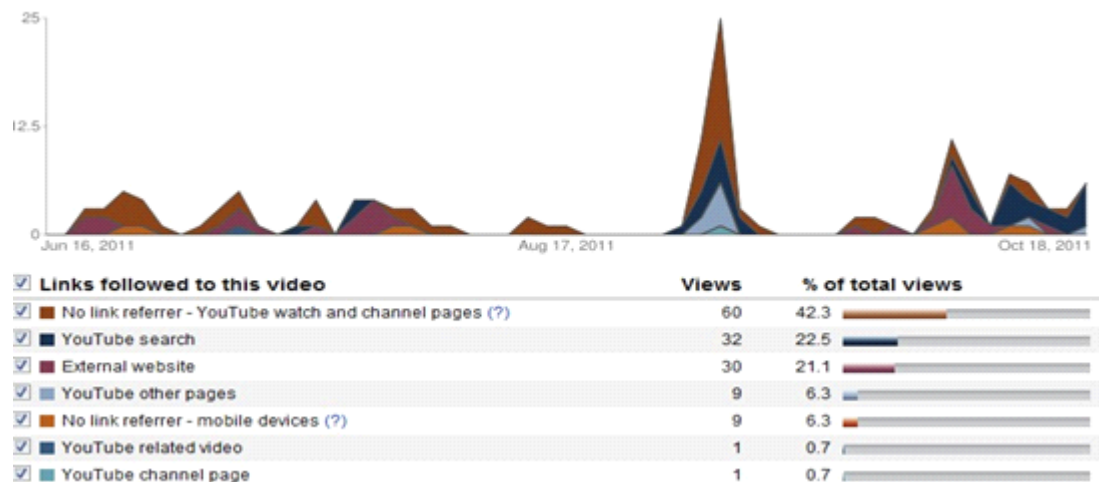 25
12.5
0
Jun 16, 2011 Aug 17, 2011 Oct 18, 2011
Links followed to this video Views % of total views
No link referrer - YouTube watch and channel pages (?) 60 42.3
YouTube search 32 22.5
External website 30 21.1
YouTube other pages 9 6.3
No link referrer - mobile devices (?) 9 6.3
YouTube related video 1 0.7
YouTube channel page 1 0.7